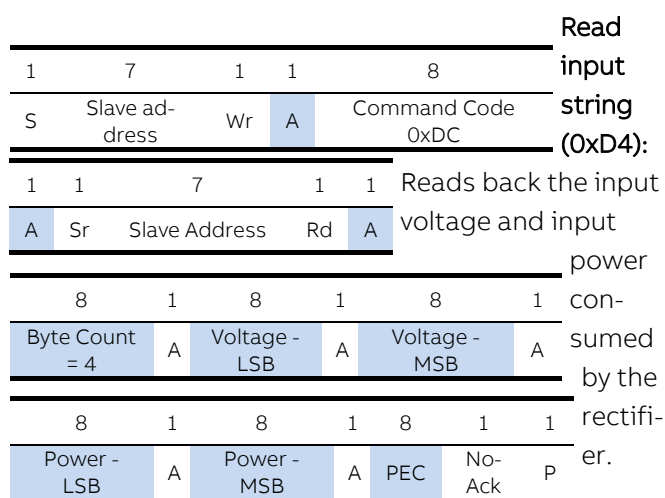 Read
input
string
(0xD4):
Reads back the input
voltage and input
power
con-
sumed
by the
rectifi-
er.
1 7 1 1 8
S Slave ad-
dress Wr A Command Code
0xDC
1 1 7 1 1
A Sr Slave Address Rd A
8 1 8 1 8 1
Byte Count
= 4 A Voltage -
LSB A Voltage -
MSB A
8 1 8 1 8 1 1
Power -
LSB A Power -
MSB A PEC No-
Ack P